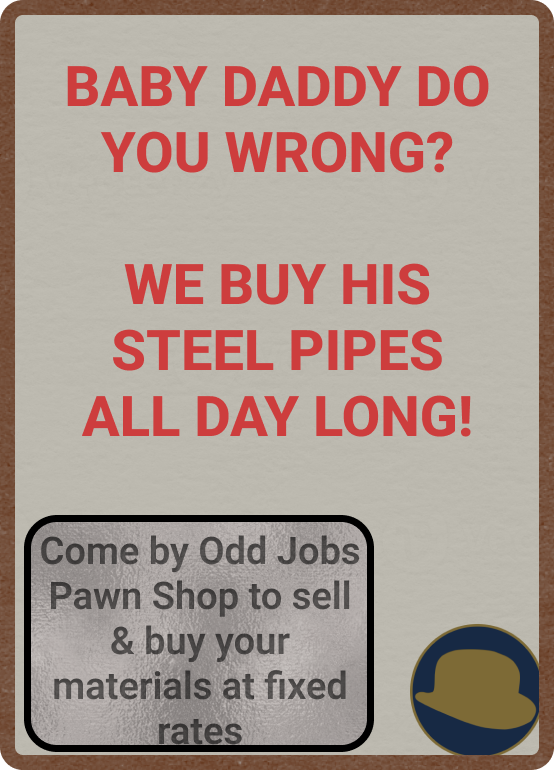 BABY DADDY DO
YOU WRONG?
WE BUY HIS
STEEL PIPES
ALL DAY LONG!
Come by Odd Jobs
Pawn Shop to sell
& buy your
materials at fixed
rates